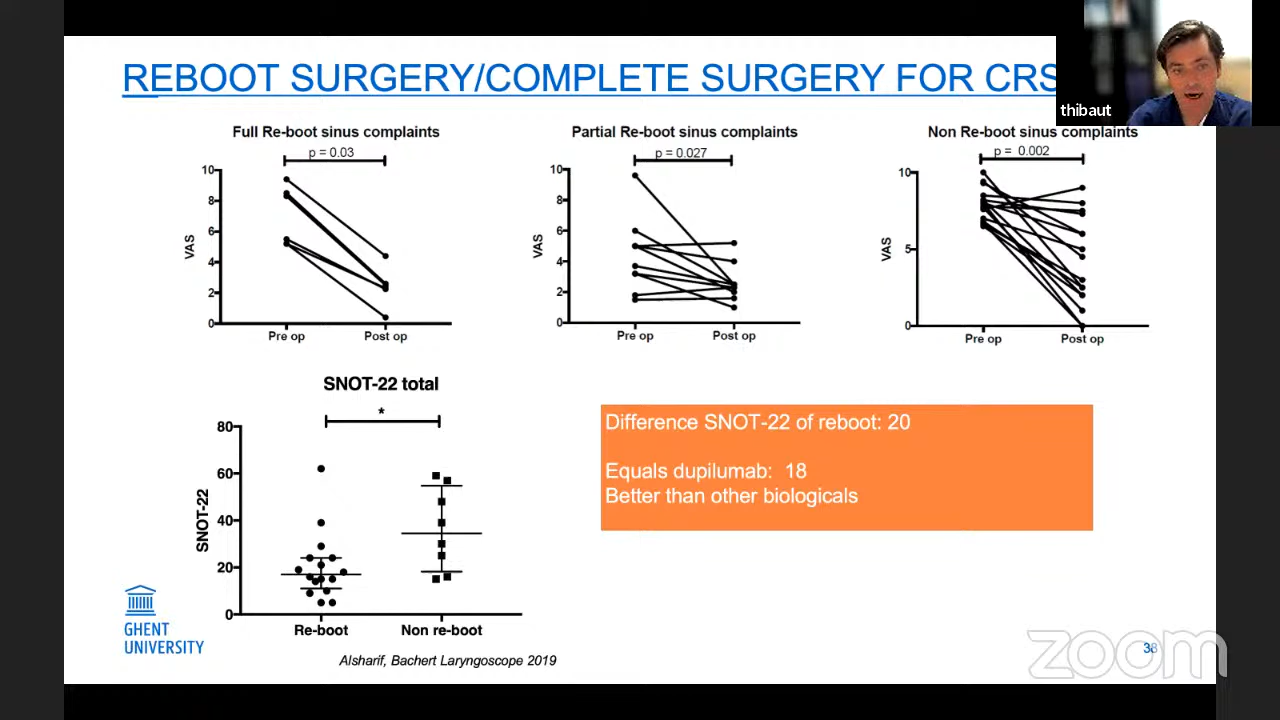 REBOOT SURGERY/COMPLETE SURGERY FOR CRS
thibaut
Full Re-boot sinus complaints
p = 0.03
10
8
6
4
2
0
VAS
Pre op
Post op
Partial Re-boot sinus complaints
p = 0.027
10
8
6
4
2
0
VAS
Pre op
Post op
Non Re-boot sinus complaints
p = 0.002
10
5
0
VAS
Pre op
Post op
SNOT-22 total
*
80
60
40
20
0
SNOT-22
Re-boot
Non re-boot
Difference SNOT-22 of reboot: 20
Equals dupilumab: 18
Better than other biologicals
GHENT
UNIVERSITY
Alsharif, Bachert Laryngoscope 2019
38
zoom